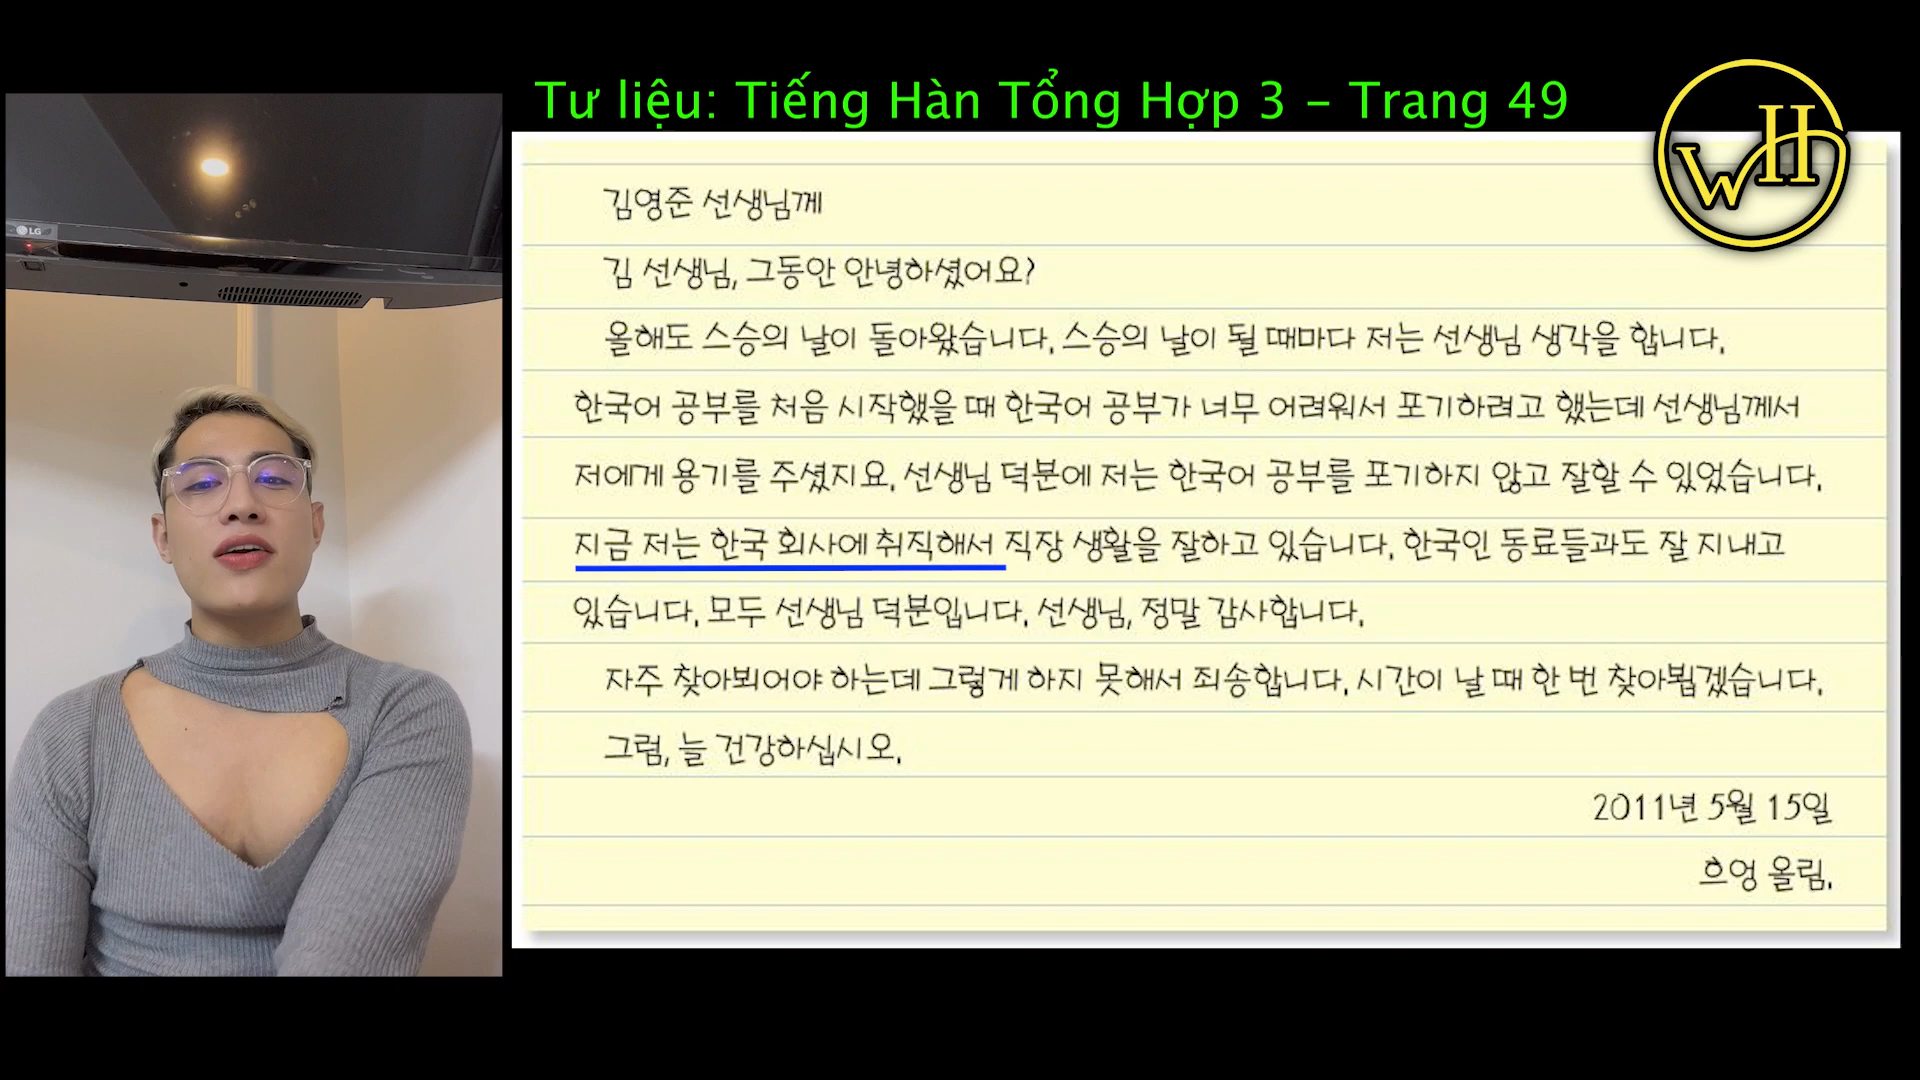 Tư liệu: Tiếng Hàn Tổng Hợp 3 - Trang 49
WH
LG
김영준 선생님께
김 선생님, 그동안 안녕하셨어요?
올해도 스승의 날이 돌아왔습니다. 스승의 날이 될 때마다 저는 선생님 생각을 합니다.
한국어 공부를 처음 시작했을 때 한국어 공부가 너무 어려워서 포기하려고 했는데 선생님께서
저에게 용기를 주셨지요. 선생님 덕분에 저는 한국어 공부를 포기하지 않고 잘할 수 있었습니다.
지금 저는 한국 회사에 취직해서 직장 생활을 잘하고 있습니다. 한국인 동료들과도 잘 지내고
있습니다. 모두 선생님 덕분입니다. 선생님, 정말 감사합니다.
자주 찾아뵈어야 하는데 그렇게 하지 못해서 죄송합니다. 시간이 날 때 한 번 찾아뵙겠습니다.
그럼, 늘 건강하십시오.
2011년 5월 15일
흐엉 올림.